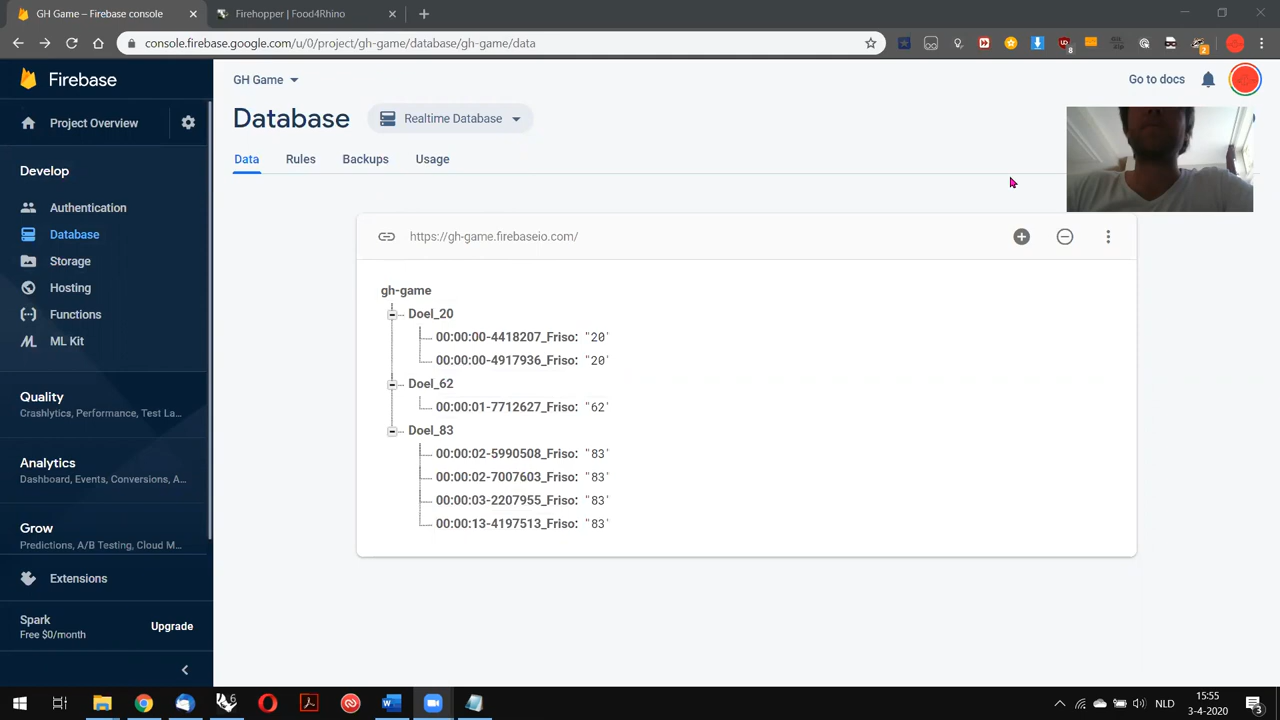 GH Game – Firebase console
Firehopper | Food4Rhino
console.firebase.google.com/u/0/project/gh-game/database/gh-game/data
8
2
Firebase
GH Game
Go to docs
Project Overview
Database
Realtime Database
Data
Rules
Backups
Usage
Develop
Authentication
Database
Storage
Hosting
Functions
ML Kit
Quality
Crashlytics, Performance, Test La...
Analytics
Dashboard, Events, Conversions, A...
Grow
Predictions, A/B Testing, Cloud M...
Extensions
Spark
Free $0/month
Upgrade
https://gh-game.firebaseio.com/
gh-game
Doel_20
00:00:00-4418207_Friso: "20"
00:00:00-4917936_Friso: "20"
Doel_62
00:00:01-7712627_Friso: "62"
Doel_83
00:00:02-5990508_Friso: "83"
00:00:02-7007603_Friso: "83"
00:00:03-2207955_Friso: "83"
00:00:13-4197513_Friso: "83"
6
NLD
15:55
3-4-2020
3